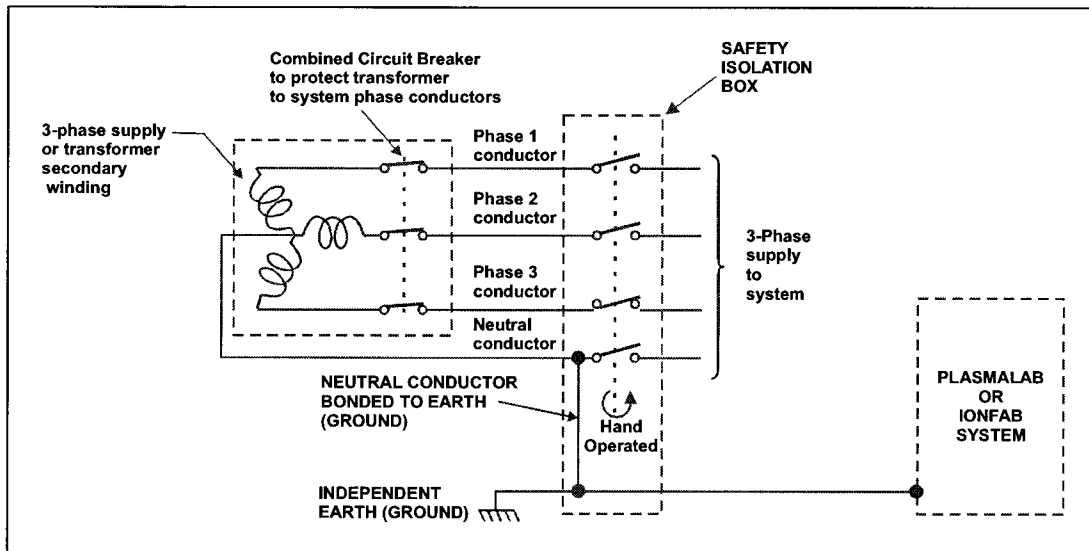 Combined Circuit Breaker
to protect transformer
to system phase conductors
SAFETY
ISOLATION
BOX
3-phase supply
or transformer
secondary
winding
Phase 1
conductor
Phase 2
conductor
Phase 3
conductor
Neutral
conductor
3-Phase
supply
to
system
NEUTRAL CONDUCTOR
BONDED TO EARTH
(GROUND)
Hand
Operated
INDEPENDENT
EARTH (GROUND)
PLASMALAB
OR
IONFAB
SYSTEM